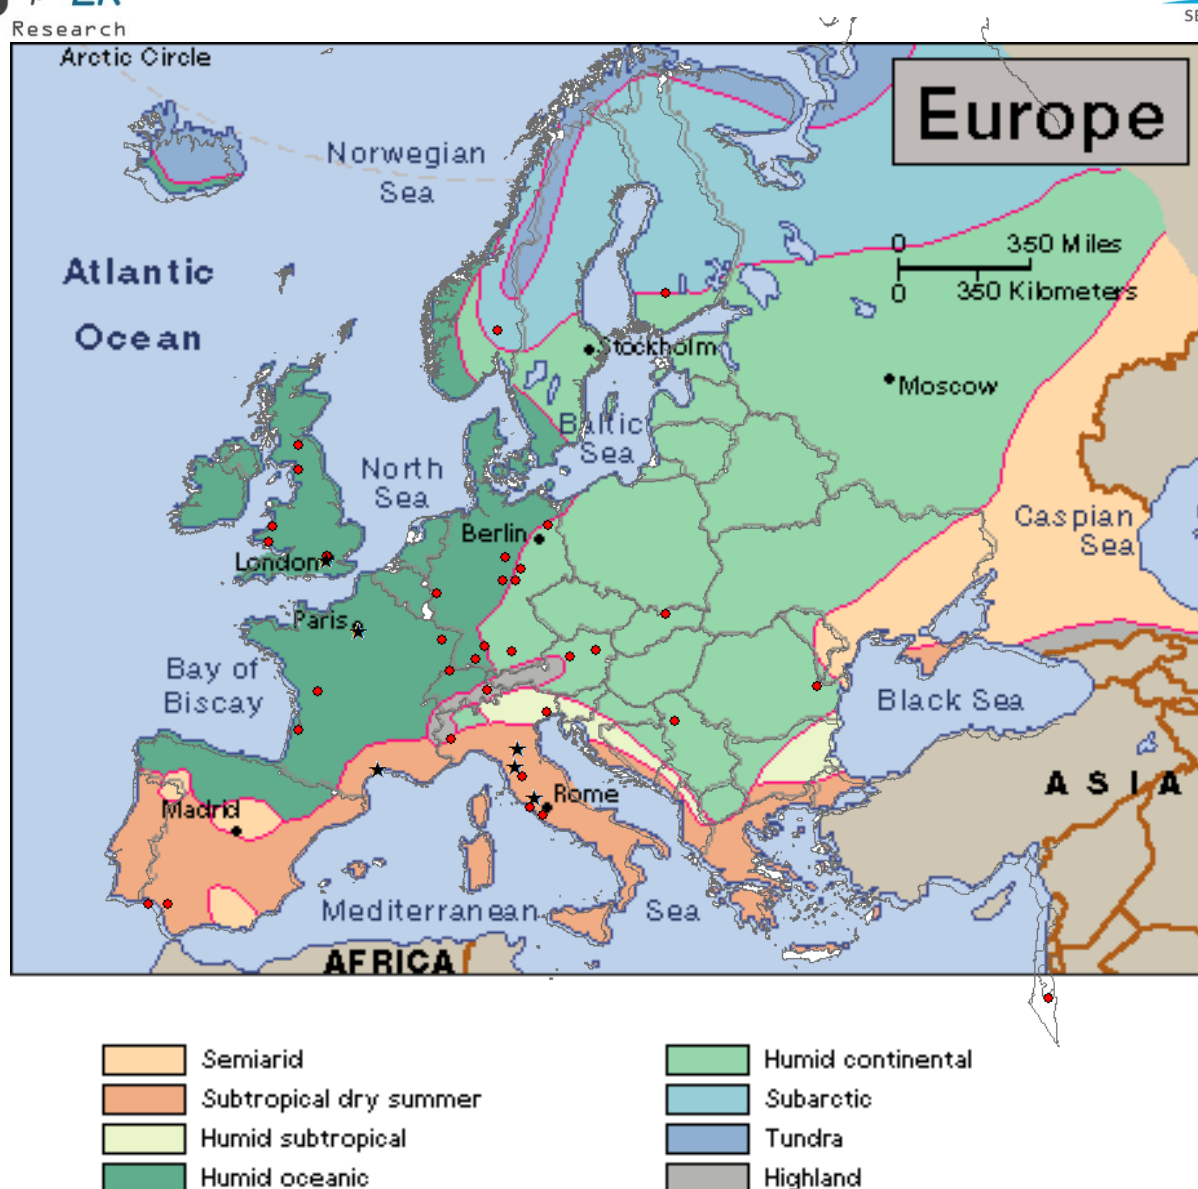 Research
SE
Arctic Circle
Europe
Norwegian
Sea
Atlantic
Ocean
0 350 Miles
0 350 Kilometers
Stockholm
Moscow
Baltic
Sea
North
Sea
Caspian
Sea
Berlin
London
Paris
Bay of
Biscay
Black Sea
ASIA
Rome
Madrid
Mediterranean Sea
AFRICA
Semiarid
Subtropical dry summer
Humid subtropical
Humid oceanic
Humid continental
Subarctic
Tundra
Highland